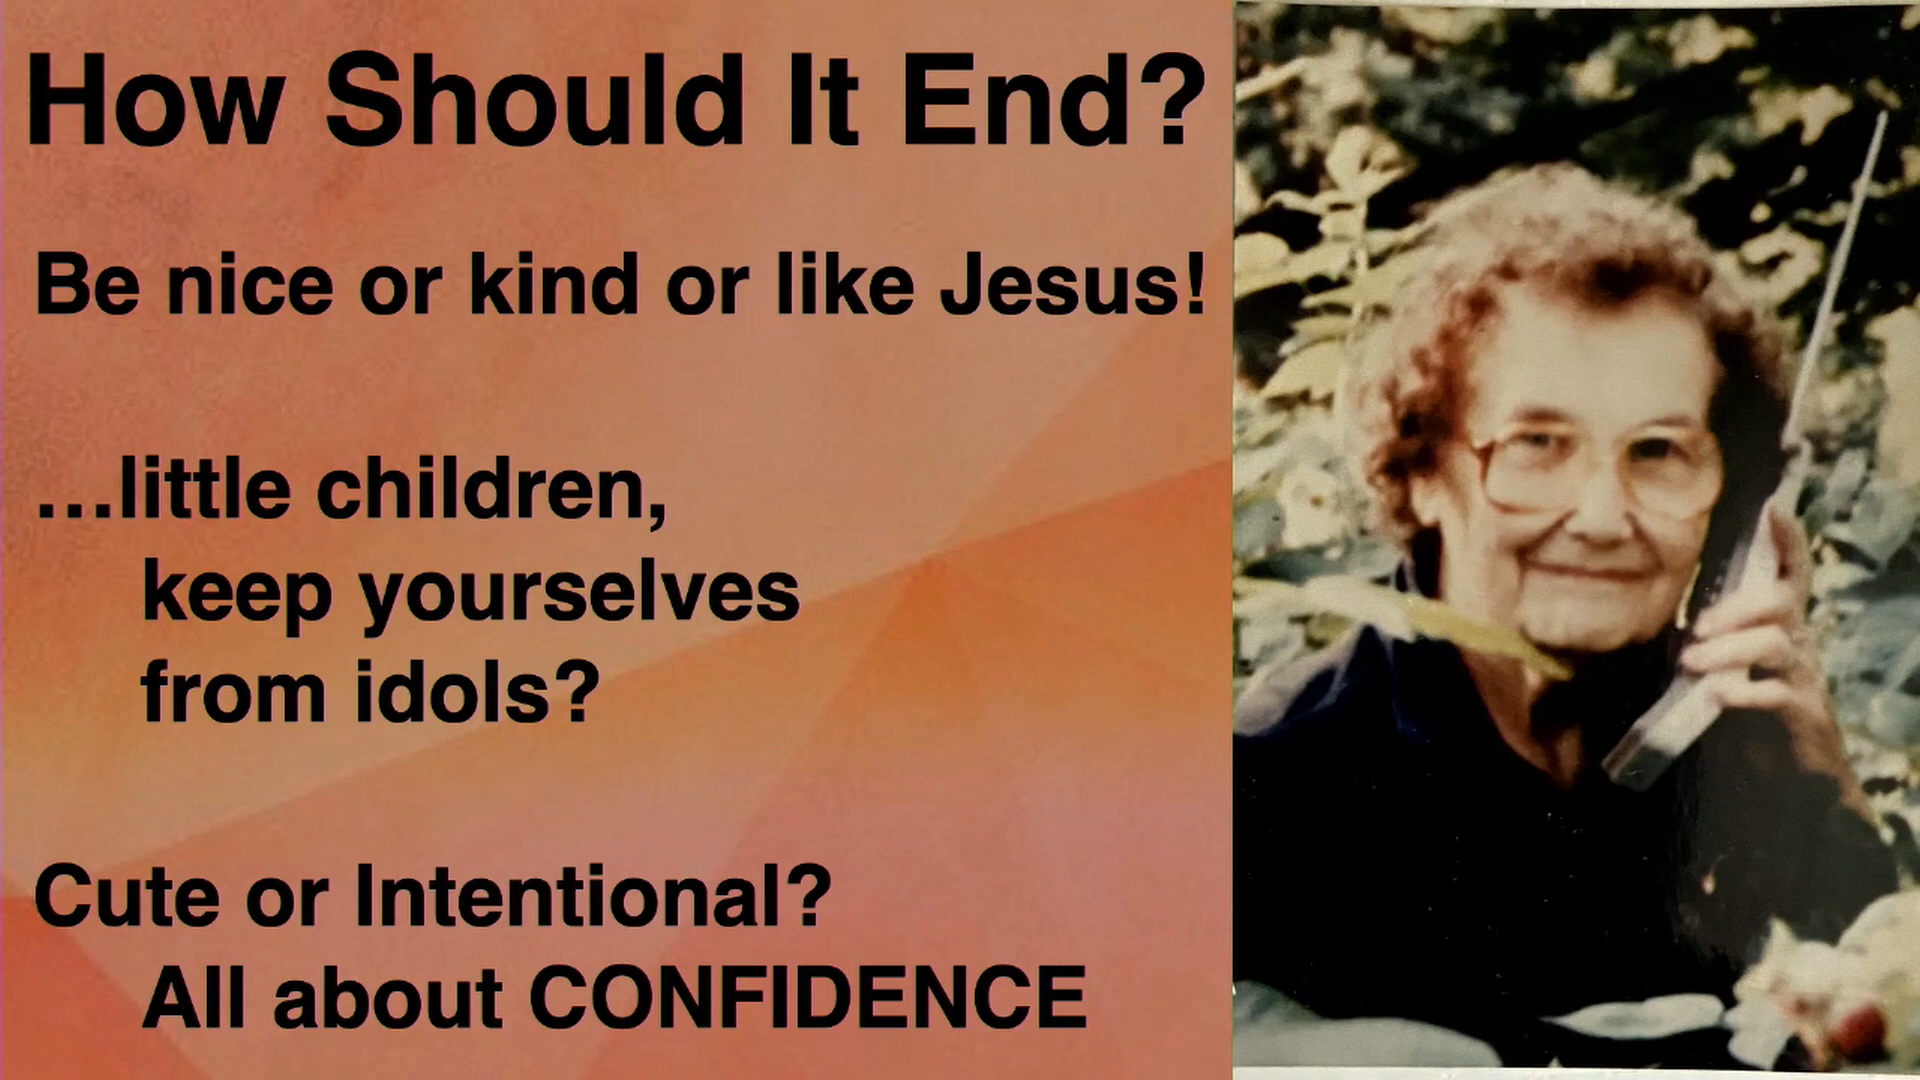 How Should It End?
Be nice or kind or like Jesus!
…little children,
keep yourselves
from idols?
Cute or Intentional?
All about CONFIDENCE